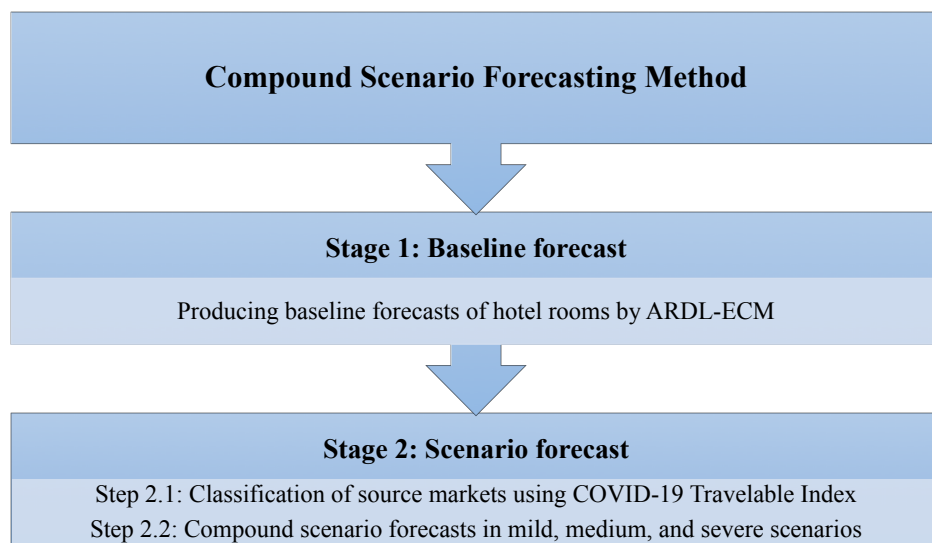 Compound Scenario Forecasting Method
Stage 1: Baseline forecast
Producing baseline forecasts of hotel rooms by ARDL-ECM
Stage 2: Scenario forecast
Step 2.1: Classification of source markets using COVID-19 Travelable Index
Step 2.2: Compound scenario forecasts in mild, medium, and severe scenarios